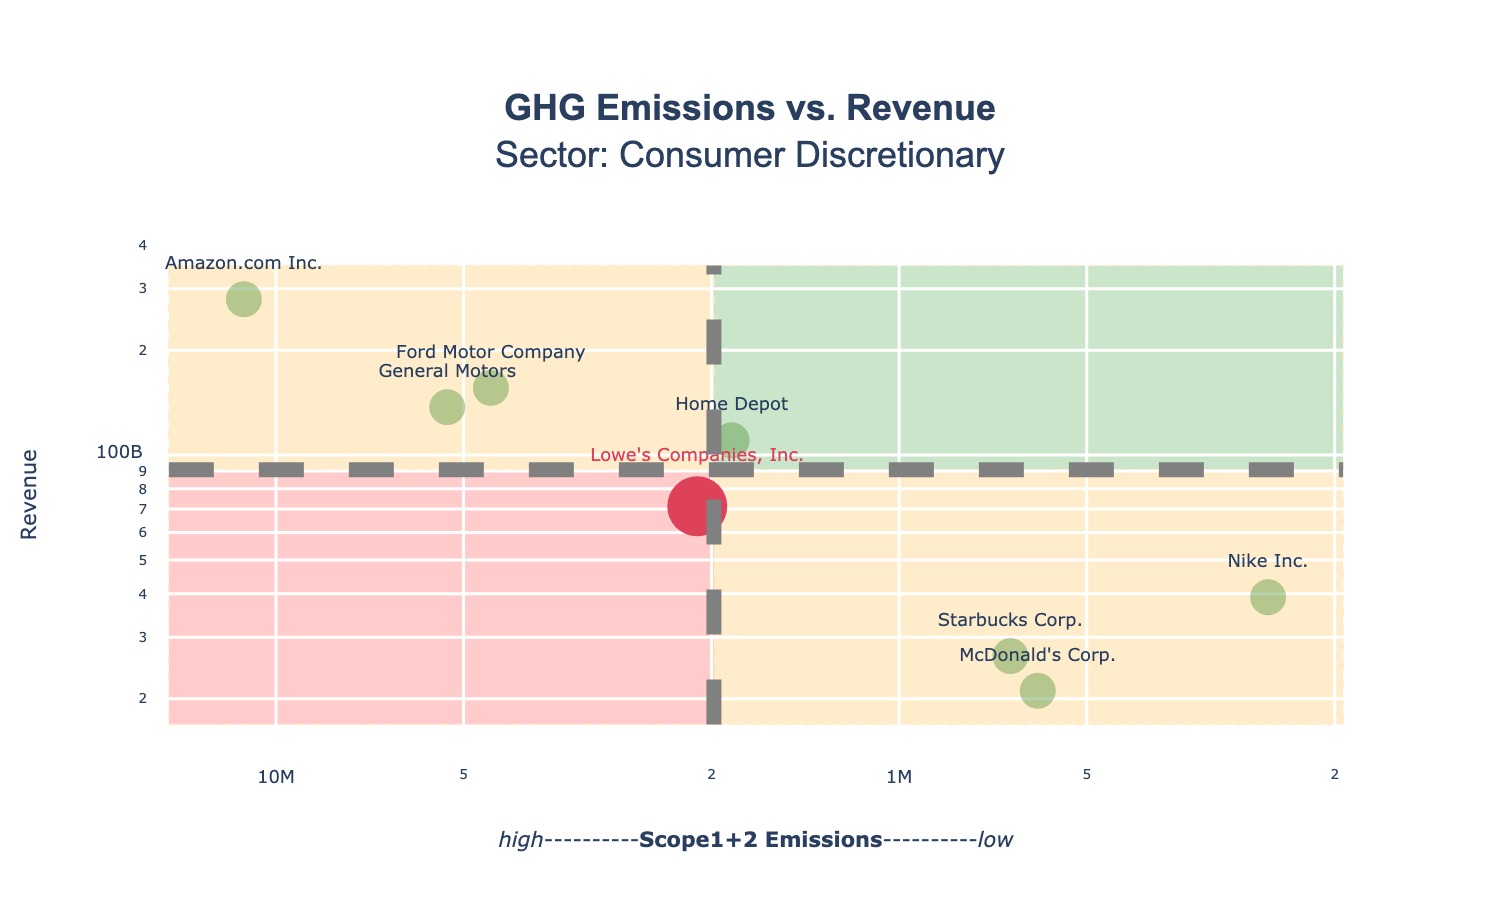 GHG Emissions vs. Revenue
Sector: Consumer Discretionary
4
Amazon.com Inc.
3
2
Ford Motor Company
General Motors
Home Depot
100B
Lowe's Companies, Inc.
9
8
7
6
5
Nike Inc.
4
Starbucks Corp.
3
McDonald's Corp.
2
Revenue
10M 5 2 1M 5 2
high----------Scope1+2 Emissions----------low